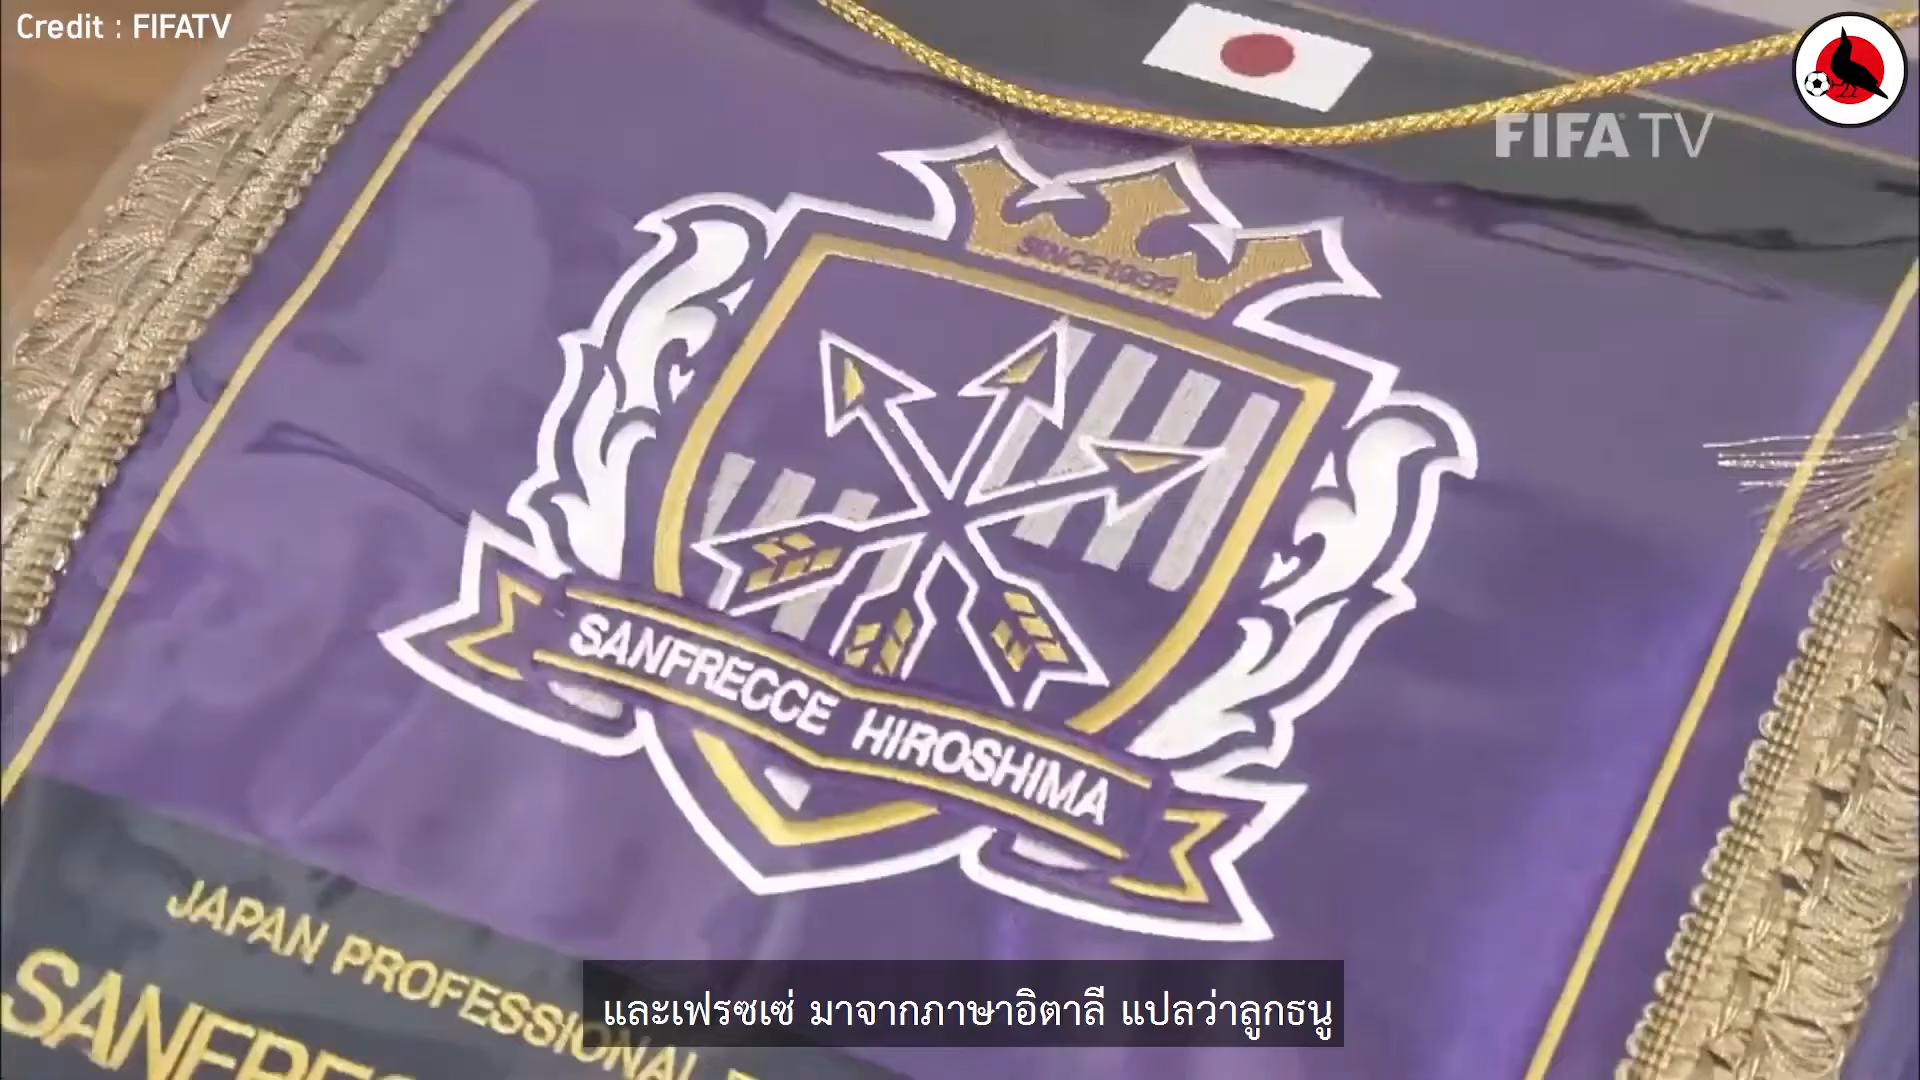 Credit : FIFATV
FIFA TV
SANFRECCE HIROSHIMA
JAPAN PROFESSIONAL
และเฟรซเซ่ มาจากภาษาอิตาลี แปลว่าลูกธนู